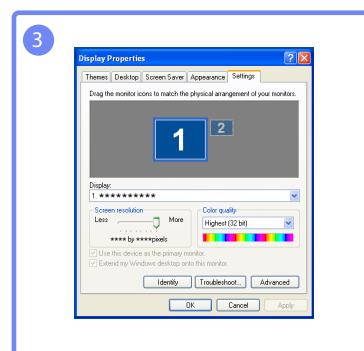 3
Display Properties
Themes Desktop Screen Saver Appearance Settings
Drag the monitor icons to match the physical arrangement of your monitors.
1 2
Display:
1. **********
Screen resolution
Less More
**** by ****pixels
Color quality
Highest (32 bit)
Use this device as the primary monitor.
Extend my Windows desktop onto this monitor.
Identify Troubleshoot... Advanced
OK Cancel Apply